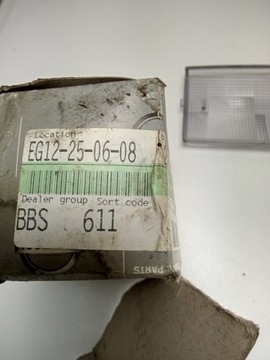 Location
EG12-25-06-08
Dealer group Sort code
BBS 611
PARTS